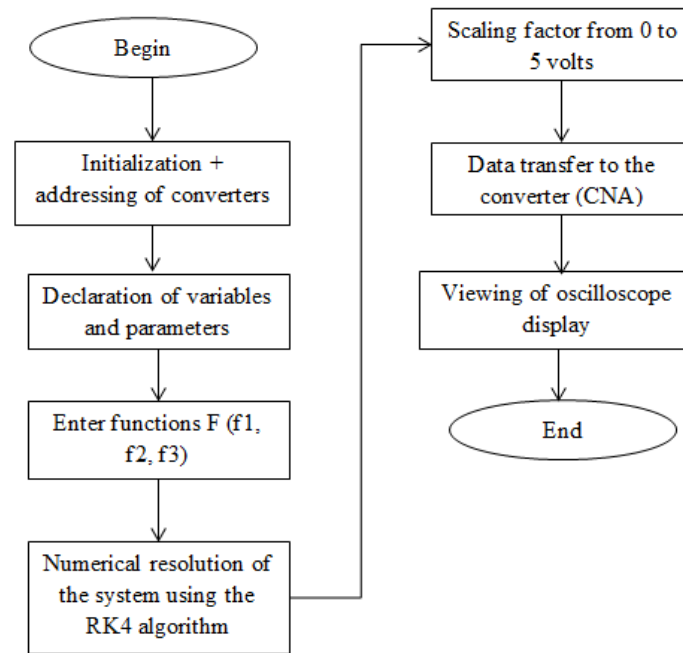 Begin
Initialization +
addressing of converters
Declaration of variables
and parameters
Enter functions F (f1,
f2, f3)
Numerical resolution of
the system using the
RK4 algorithm
Scaling factor from 0 to
5 volts
Data transfer to the
converter (CNA)
Viewing of oscilloscope
display
End